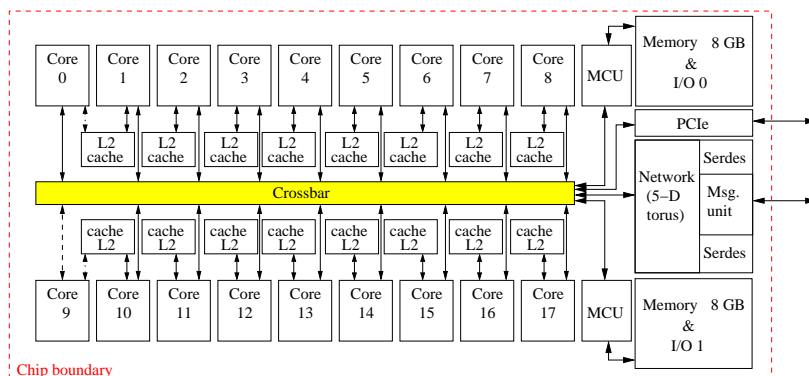 Core
0
Core
1
Core
2
Core
3
Core
4
Core
5
Core
6
Core
7
Core
8
MCU
Memory 8 GB
&
I/O 0
PCIe
L2
cache
L2
cache
L2
cache
L2
cache
L2
cache
L2
cache
L2
cache
L2
cache
Network
(5−D
torus)
Serdes
Msg.
unit
Serdes
Crossbar
cache
L2
cache
L2
cache
L2
cache
L2
cache
L2
cache
L2
cache
L2
cache
L2
Core
9
Core
10
Core
11
Core
12
Core
13
Core
14
Core
15
Core
16
Core
17
MCU
Memory 8 GB
&
I/O 1
Chip boundary